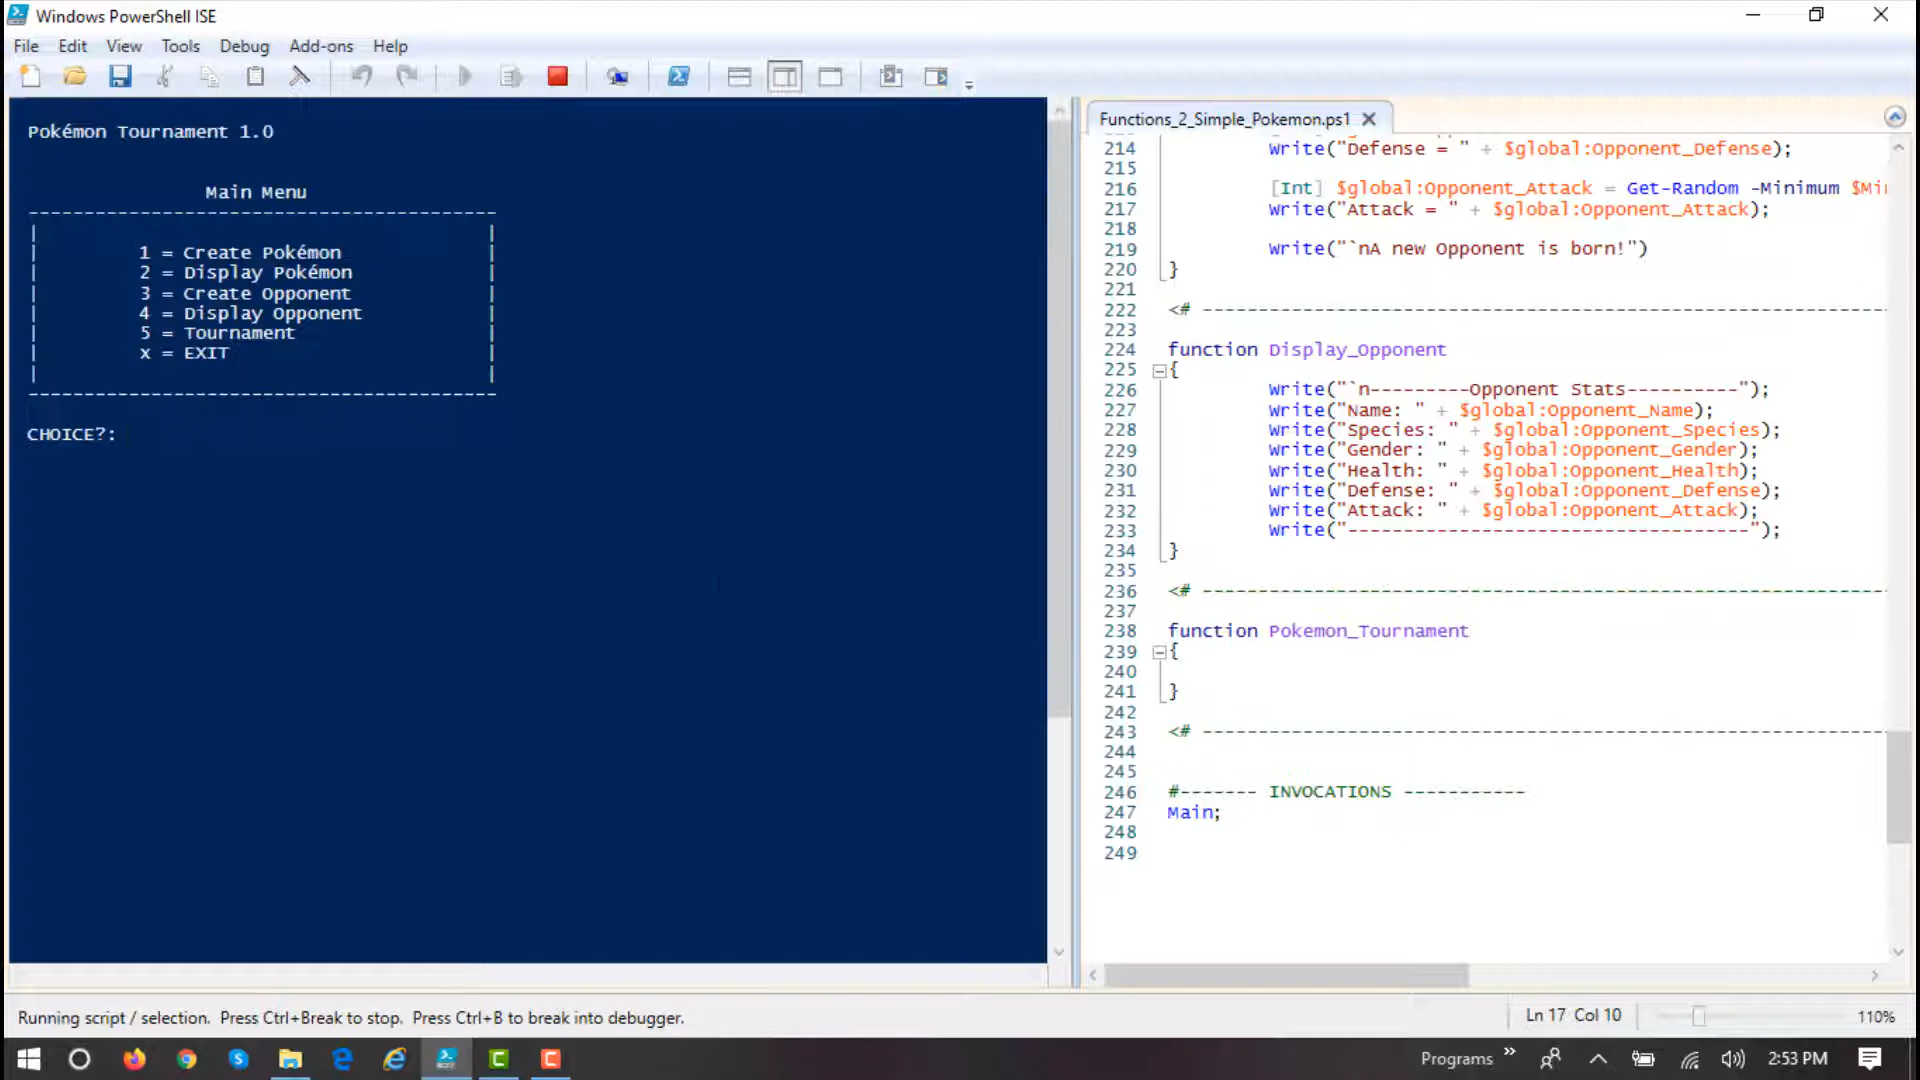 Windows PowerShell ISE
File Edit View Tools Debug Add-ons Help
Pokémon Tournament 1.0
Main Menu
------------------------------------------
| |
| 1 = Create Pokémon |
| 2 = Display Pokémon |
| 3 = Create Opponent |
| 4 = Display Opponent |
| 5 = Tournament |
| x = EXIT |
| |
------------------------------------------
CHOICE?:
Functions_2_Simple_Pokemon.ps1
214 Write("Defense = " + $global:Opponent_Defense);
215
216 [Int] $global:Opponent_Attack = Get-Random -Minimum
217 Write("Attack = " + $global:Opponent_Attack);
218
219 Write("`nA new Opponent is born!")
220 }
221
222 <# -------------------------------------------------------------
223
224 function Display_Opponent
225 {
226 Write("`n---------Opponent Stats----------");
227 Write("Name: " + $global:Opponent_Name);
228 Write("Species: " + $global:Opponent_Species);
229 Write("Gender: " + $global:Opponent_Gender);
230 Write("Health: " + $global:Opponent_Health);
231 Write("Defense: " + $global:Opponent_Defense);
232 Write("Attack: " + $global:Opponent_Attack);
233 Write("------------------------------------");
234 }
235
236 <# -------------------------------------------------------------
237
238 function Pokemon_Tournament
239 {
240
241 }
242
243 <# -------------------------------------------------------------
244
245
246 #------- INVOCATIONS -----------
247 Main;
248
249
Running script / selection. Press Ctrl+Break to stop. Press Ctrl+B to break into debugger.
Ln 17 Col 10
110%
Programs
2:53 PM